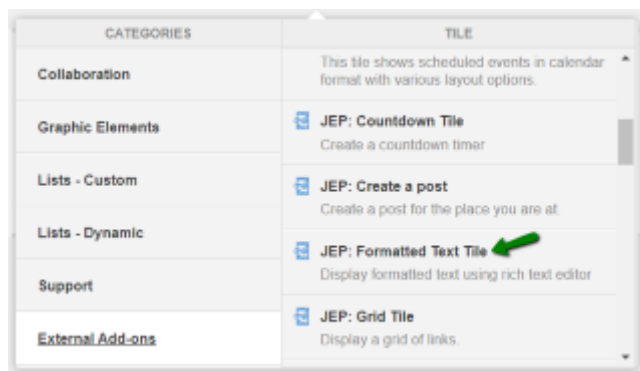 CATEGORIES
Collaboration
Graphic Elements
Lists - Custom
Lists - Dynamic
Support
External Add-ons
TILE
This tile shows scheduled events in calendar
format with various layout options.
JEP: Countdown Tile
Create a countdown timer
JEP: Create a post
Create a post for the place you are at.
JEP: Formatted Text Tile
Display formatted text using rich text editor
JEP: Grid Tile
Display a grid of links.